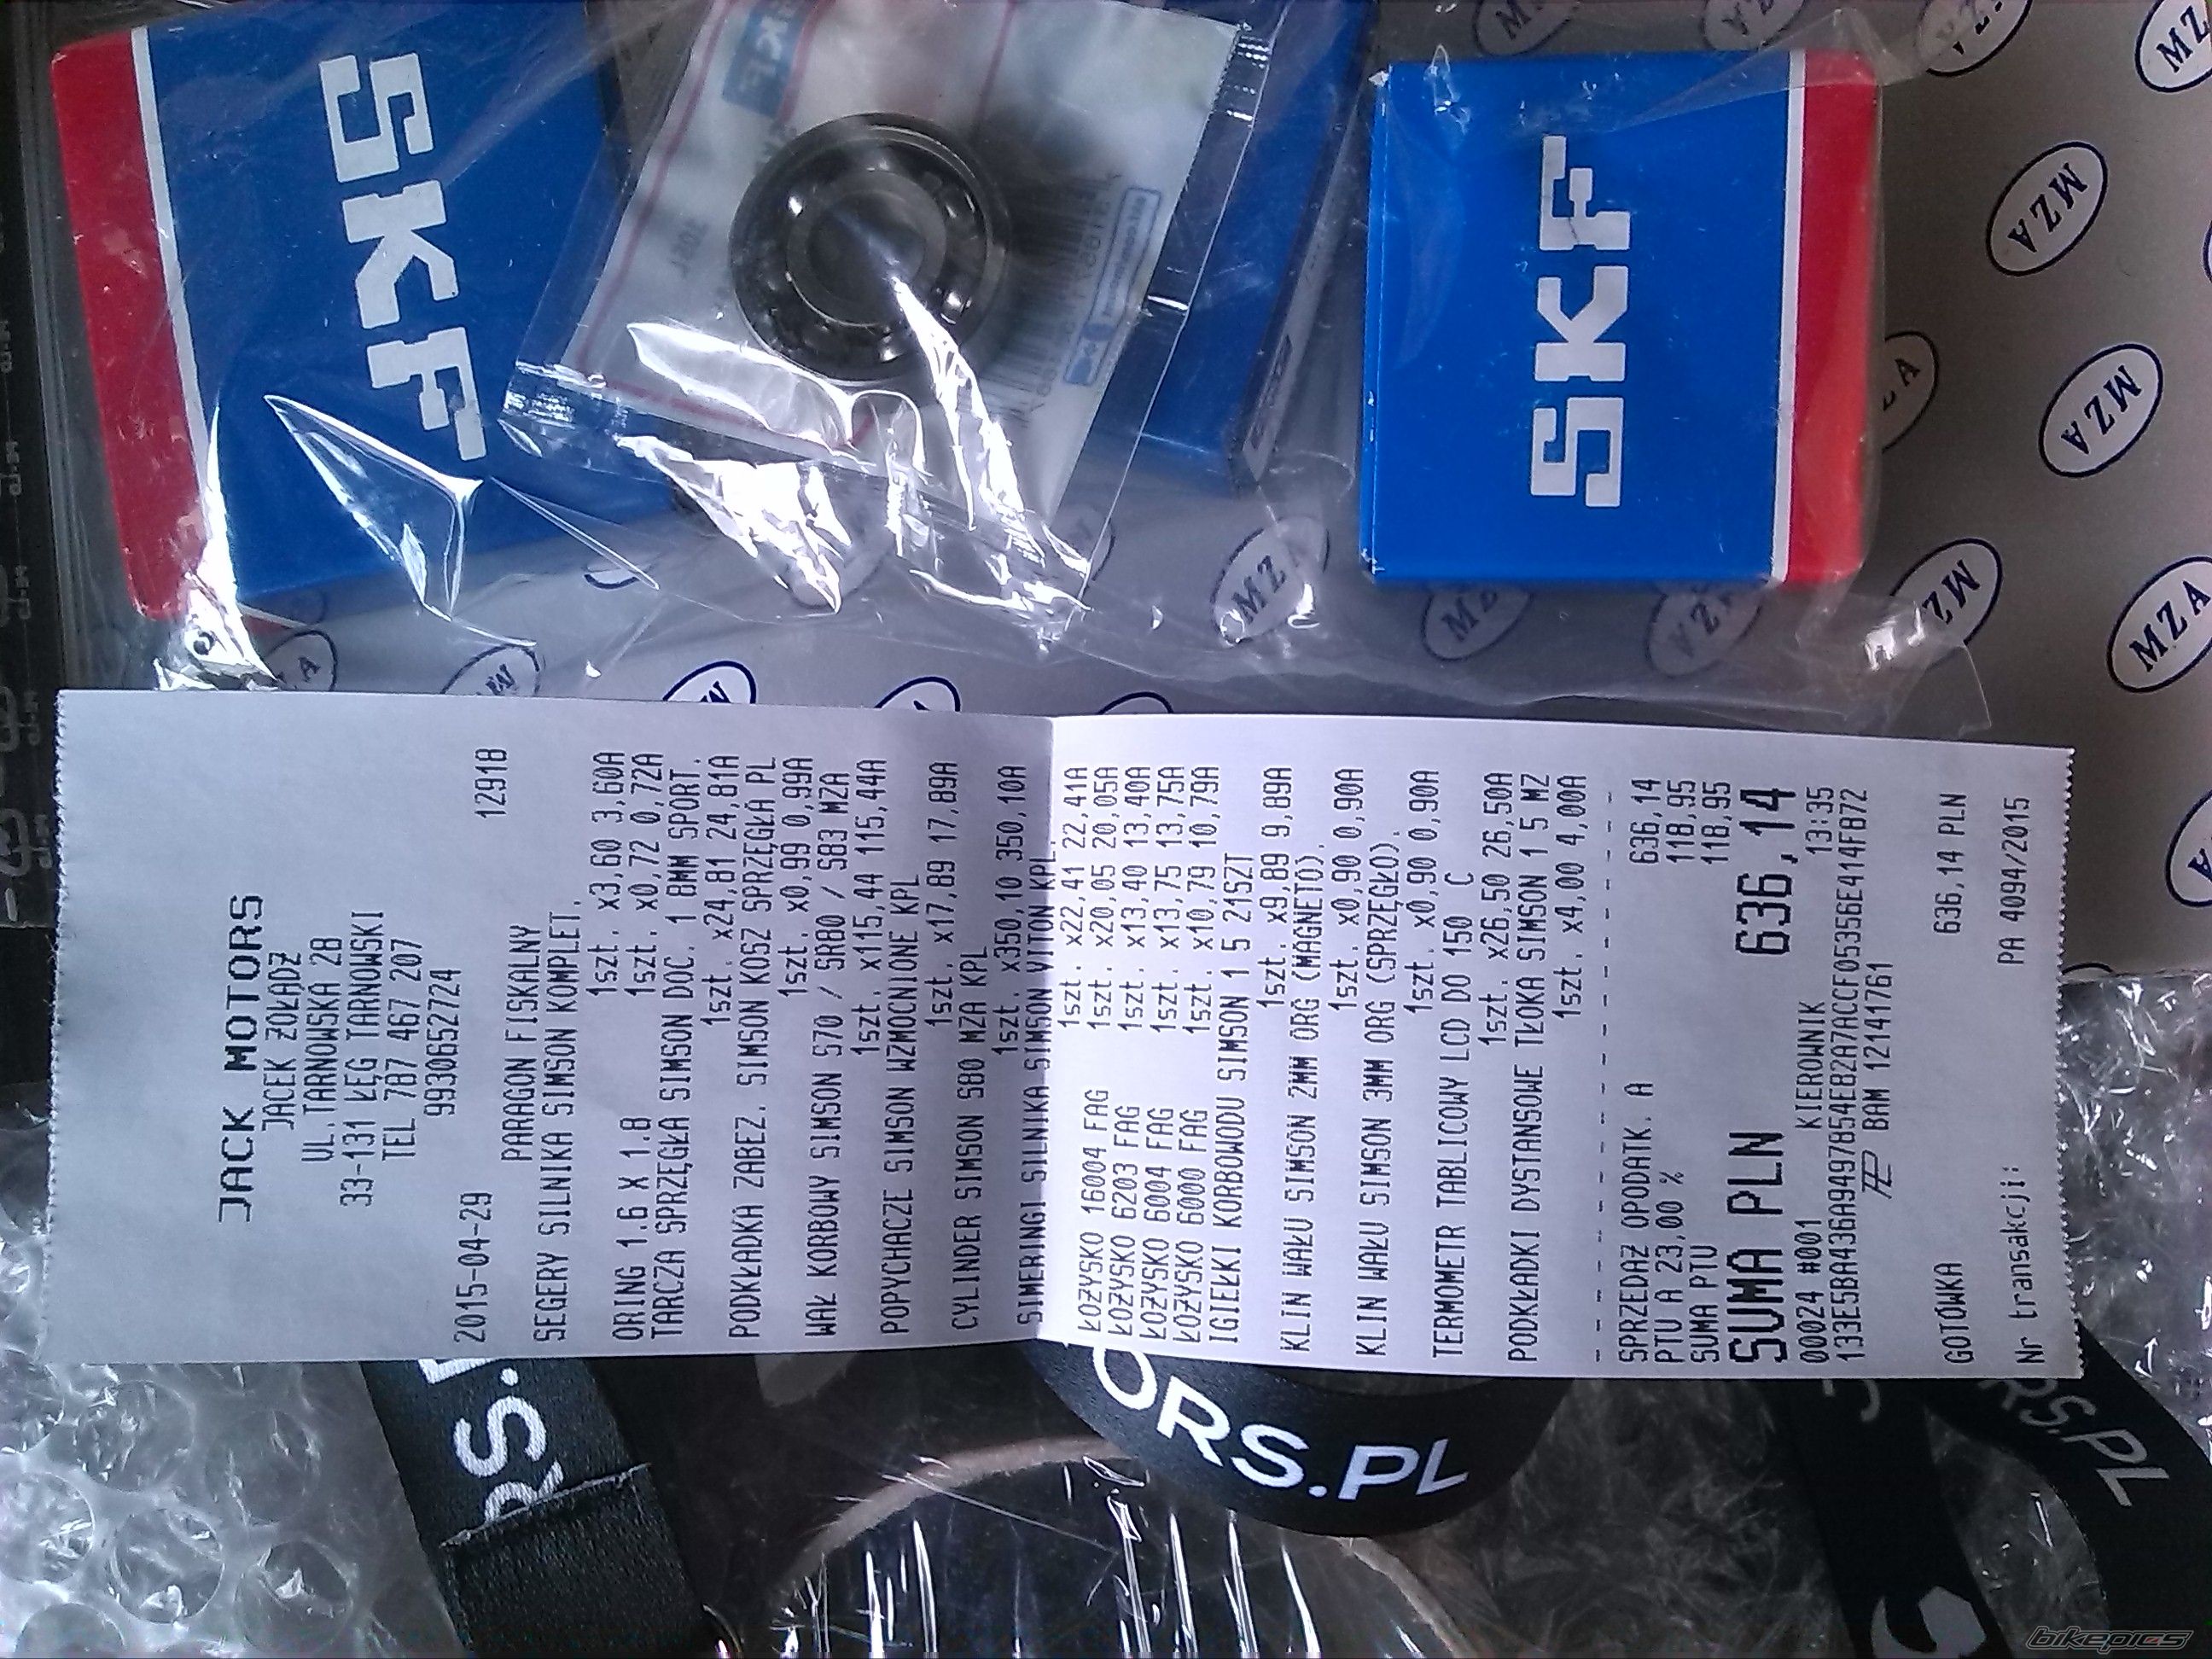 SKF
SKF
SKF
MZA
MZA
MZA
MZA
MZA
JACK MOTORS
JACEK ŻOŁĄDŹ
UL.TARNOWSKA 28
33-131 ŁĘG TARNOWSKI
TEL 787 467 207
9930652724
2015-04-29 12918
PARAGON FISKALNY
SEGERY SILNIKA SIMSON KOMPLET.
1szt. x3,60 3,60A
ORING 1.6 X 1.8 1szt. x0,72 0,72A
TARCZA SPRZĘGŁA SIMSON DOC. 1 8MM SPORT.
1szt. x24,81 24,81A
PODKŁADKA ZABEZ. SIMSON KOSZ SPRZĘGŁA PL
1szt. x0,99 0,99A
WAŁ KORBOWY SIMSON S70 / SR80 / S83 MZA
1szt. x115,44 115,44A
POPYCHACZE SIMSON WZMOCNIONE KPL
1szt. x17,89 17,89A
CYLINDER SIMSON S80 MZA KPL
1szt. x350,10 350,10A
SIMERINGI SILNIKA SIMSON VITON KPL.
1szt. x22,41 22,41A
ŁOŻYSKO 16004 FAG 1szt. x20,05 20,05A
ŁOŻYSKO 6203 FAG 1szt. x13,40 13,40A
ŁOŻYSKO 6004 FAG 1szt. x13,75 13,75A
ŁOŻYSKO 6000 FAG 1szt. x10,79 10,79A
IGIEŁKI KORBOWODU SIMSON 1 5 21SZT
1szt. x9,89 9,89A
KLIN WAŁU SIMSON 2MM ORG (MAGNETO).
1szt. x0,90 0,90A
KLIN WAŁU SIMSON 3MM ORG (SPRZĘGŁO).
1szt. x0,90 0,90A
TERMOMETR TABLICOWY LCD DO 150 C
1szt. x26,50 26,50A
PODKŁADKI DYSTANSOWE TŁOKA SIMSON 1 5 MZ
1szt. x4,00 4,00A
SPRZEDAŻ OPODATK. A 636,14
PTU A 23,00 % 118,95
SUMA PTU 118,95
SUMA PLN 636,14
00024 #001 KIEROWNIK 13:35
133E5BA436A9497854EB2A7ACCF05356E414FB72
BAM 12141761
GOTÓWKA 636,14 PLN
Nr transakcji: PA 4094/2015
ORS.PL
RS.PL
bikepics